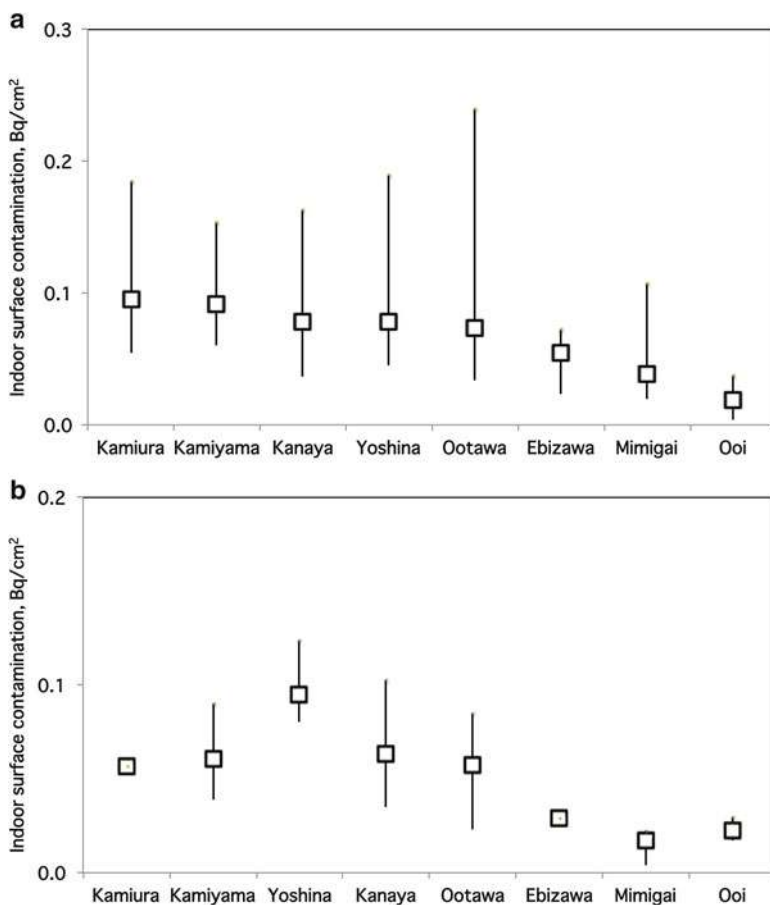 a
Indoor surface contamination, Bq/cm²
0.3
0.2
0.1
0.0
Kamiura Kamiyama Kanaya Yoshina Ootawa Ebizawa Mimigai Ooi
b
Indoor surface contamination, Bq/cm²
0.2
0.1
0.0
Kamiura Kamiyama Yoshina Kanaya Ootawa Ebizawa Mimigai Ooi